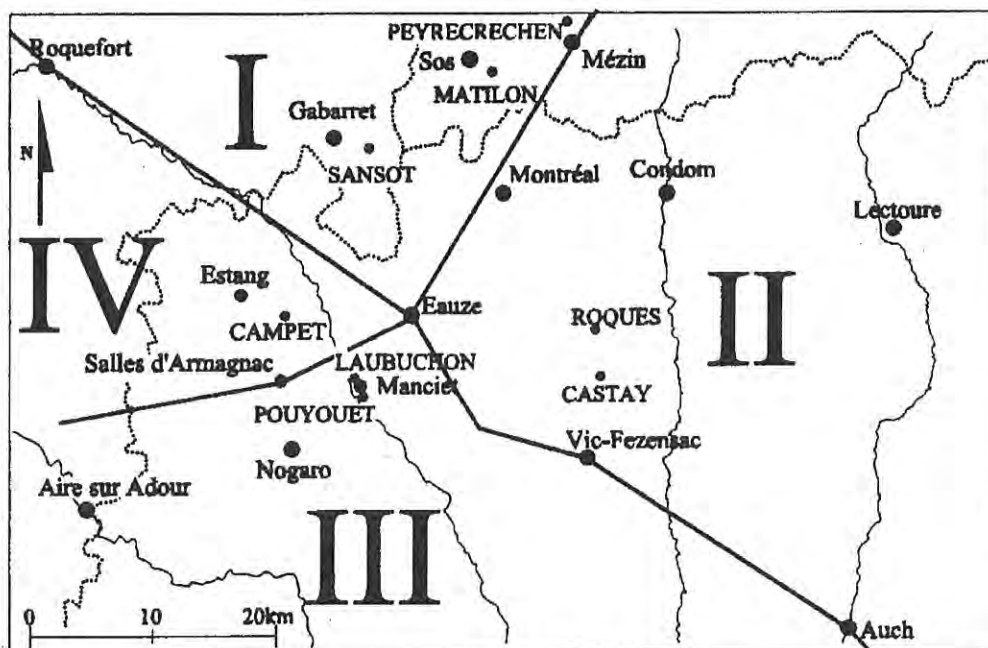 PEYRECRECHEN
Roquefort
Sos
Mézin
I
MATILON
Gabarret
N
SANSOT
Montréal
Condom
Lectoure
IV
Estang
II
Eauze
CAMPET
ROQUES
Salles d'Armagnac
LAUBUCHON
Manciet
CASTAY
POUYOUET
Vic-Fezensac
Nogaro
Aire sur Adour
III
0 10 20km
Auch